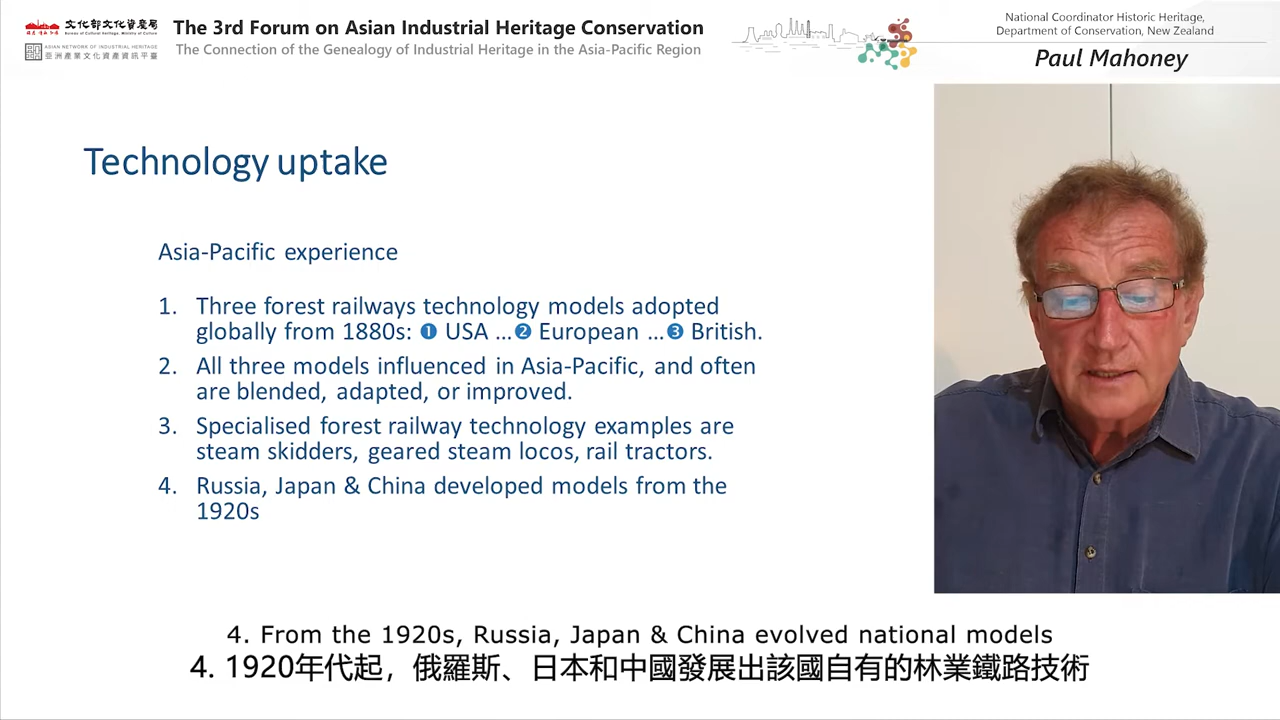 文化部文化資產局
Bureau of Cultural Heritage, Ministry of Culture
ASIAN NETWORK OF INDUSTRIAL HERITAGE
亞洲產業文化資產資訊平臺
The 3rd Forum on Asian Industrial Heritage Conservation
The Connection of the Genealogy of Industrial Heritage in the Asia-Pacific Region
National Coordinator Historic Heritage,
Department of Conservation, New Zealand
Paul Mahoney
Technology uptake
Asia-Pacific experience
1. Three forest railways technology models adopted
globally from 1880s: ❶ USA ...❷ European ...❸ British.
2. All three models influenced in Asia-Pacific, and often
are blended, adapted, or improved.
3. Specialised forest railway technology examples are
steam skidders, geared steam locos, rail tractors.
4. Russia, Japan & China developed models from the
1920s
4. From the 1920s, Russia, Japan & China evolved national models
4. 1920年代起，俄羅斯、日本和中國發展出該國自有的林業鐵路技術